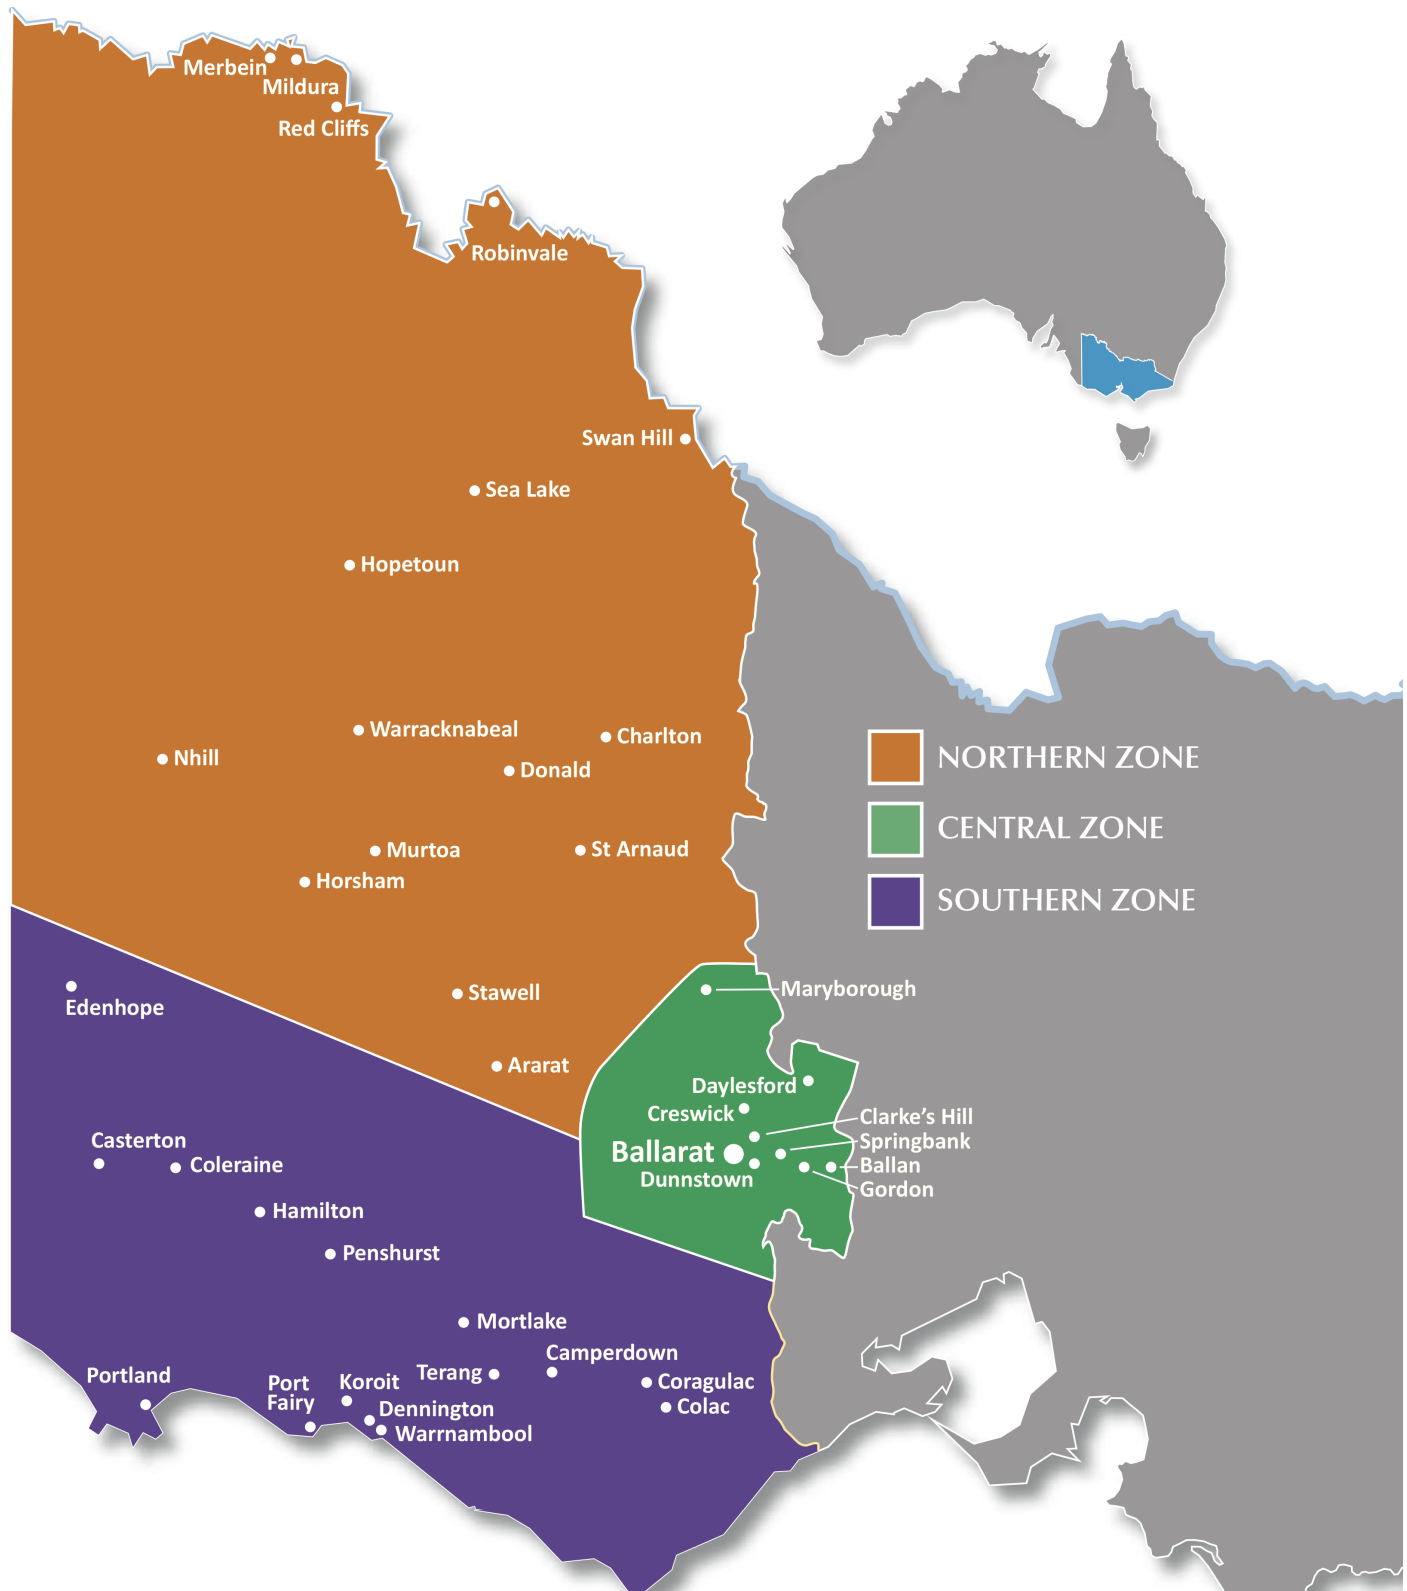 Merbein
Mildura
Red Cliffs
Robinvale
Swan Hill
Sea Lake
Hopetoun
Warracknabeal
Charlton
Nhill
Donald
NORTHERN ZONE
CENTRAL ZONE
SOUTHERN ZONE
Murtoa
St Arnaud
Horsham
Stawell
Maryborough
Edenhope
Ararat
Daylesford
Creswick
Clarke's Hill
Springbank
Ballarat
Ballan
Dunnstown
Gordon
Casterton
Coleraine
Hamilton
Penshurst
Mortlake
Camperdown
Terang
Portland
Port
Fairy
Koroit
Coragulac
Colac
Dennington
Warrnambool